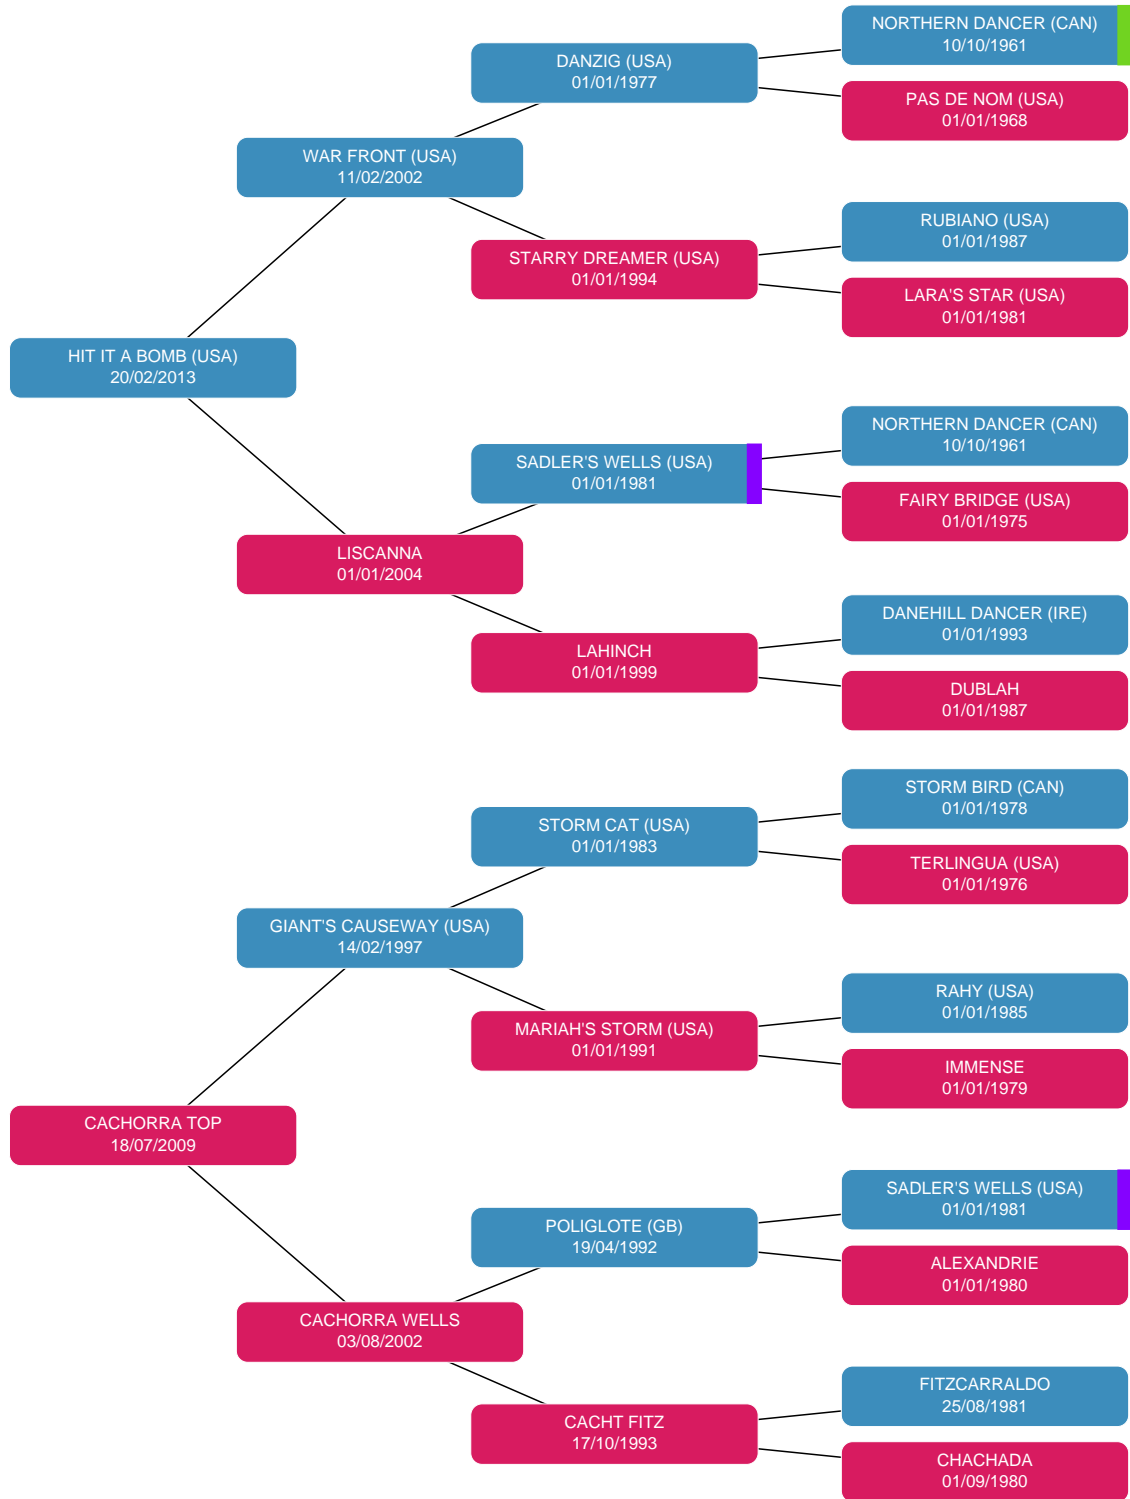 NORTHERN DANCER (CAN)
10/10/1961
DANZIG (USA)
01/01/1977
PAS DE NOM (USA)
01/01/1968
WAR FRONT (USA)
11/02/2002
RUBIANO (USA)
01/01/1987
STARRY DREAMER (USA)
01/01/1994
LARA'S STAR (USA)
01/01/1981
HIT IT A BOMB (USA)
20/02/2013
NORTHERN DANCER (CAN)
10/10/1961
SADLER'S WELLS (USA)
01/01/1981
FAIRY BRIDGE (USA)
01/01/1975
LISCANNA
01/01/2004
DANEHILL DANCER (IRE)
01/01/1993
LAHINCH
01/01/1999
DUBLAH
01/01/1987
STORM BIRD (CAN)
01/01/1978
STORM CAT (USA)
01/01/1983
TERLINGUA (USA)
01/01/1976
GIANT'S CAUSEWAY (USA)
14/02/1997
RAHY (USA)
01/01/1985
MARIAH'S STORM (USA)
01/01/1991
IMMENSE
01/01/1979
CACHORRA TOP
18/07/2009
SADLER'S WELLS (USA)
01/01/1981
POLIGLOTE (GB)
19/04/1992
ALEXANDRIE
01/01/1980
CACHORRA WELLS
03/08/2002
FITZCARRALDO
25/08/1981
CACHT FITZ
17/10/1993
CHACHADA
01/09/1980